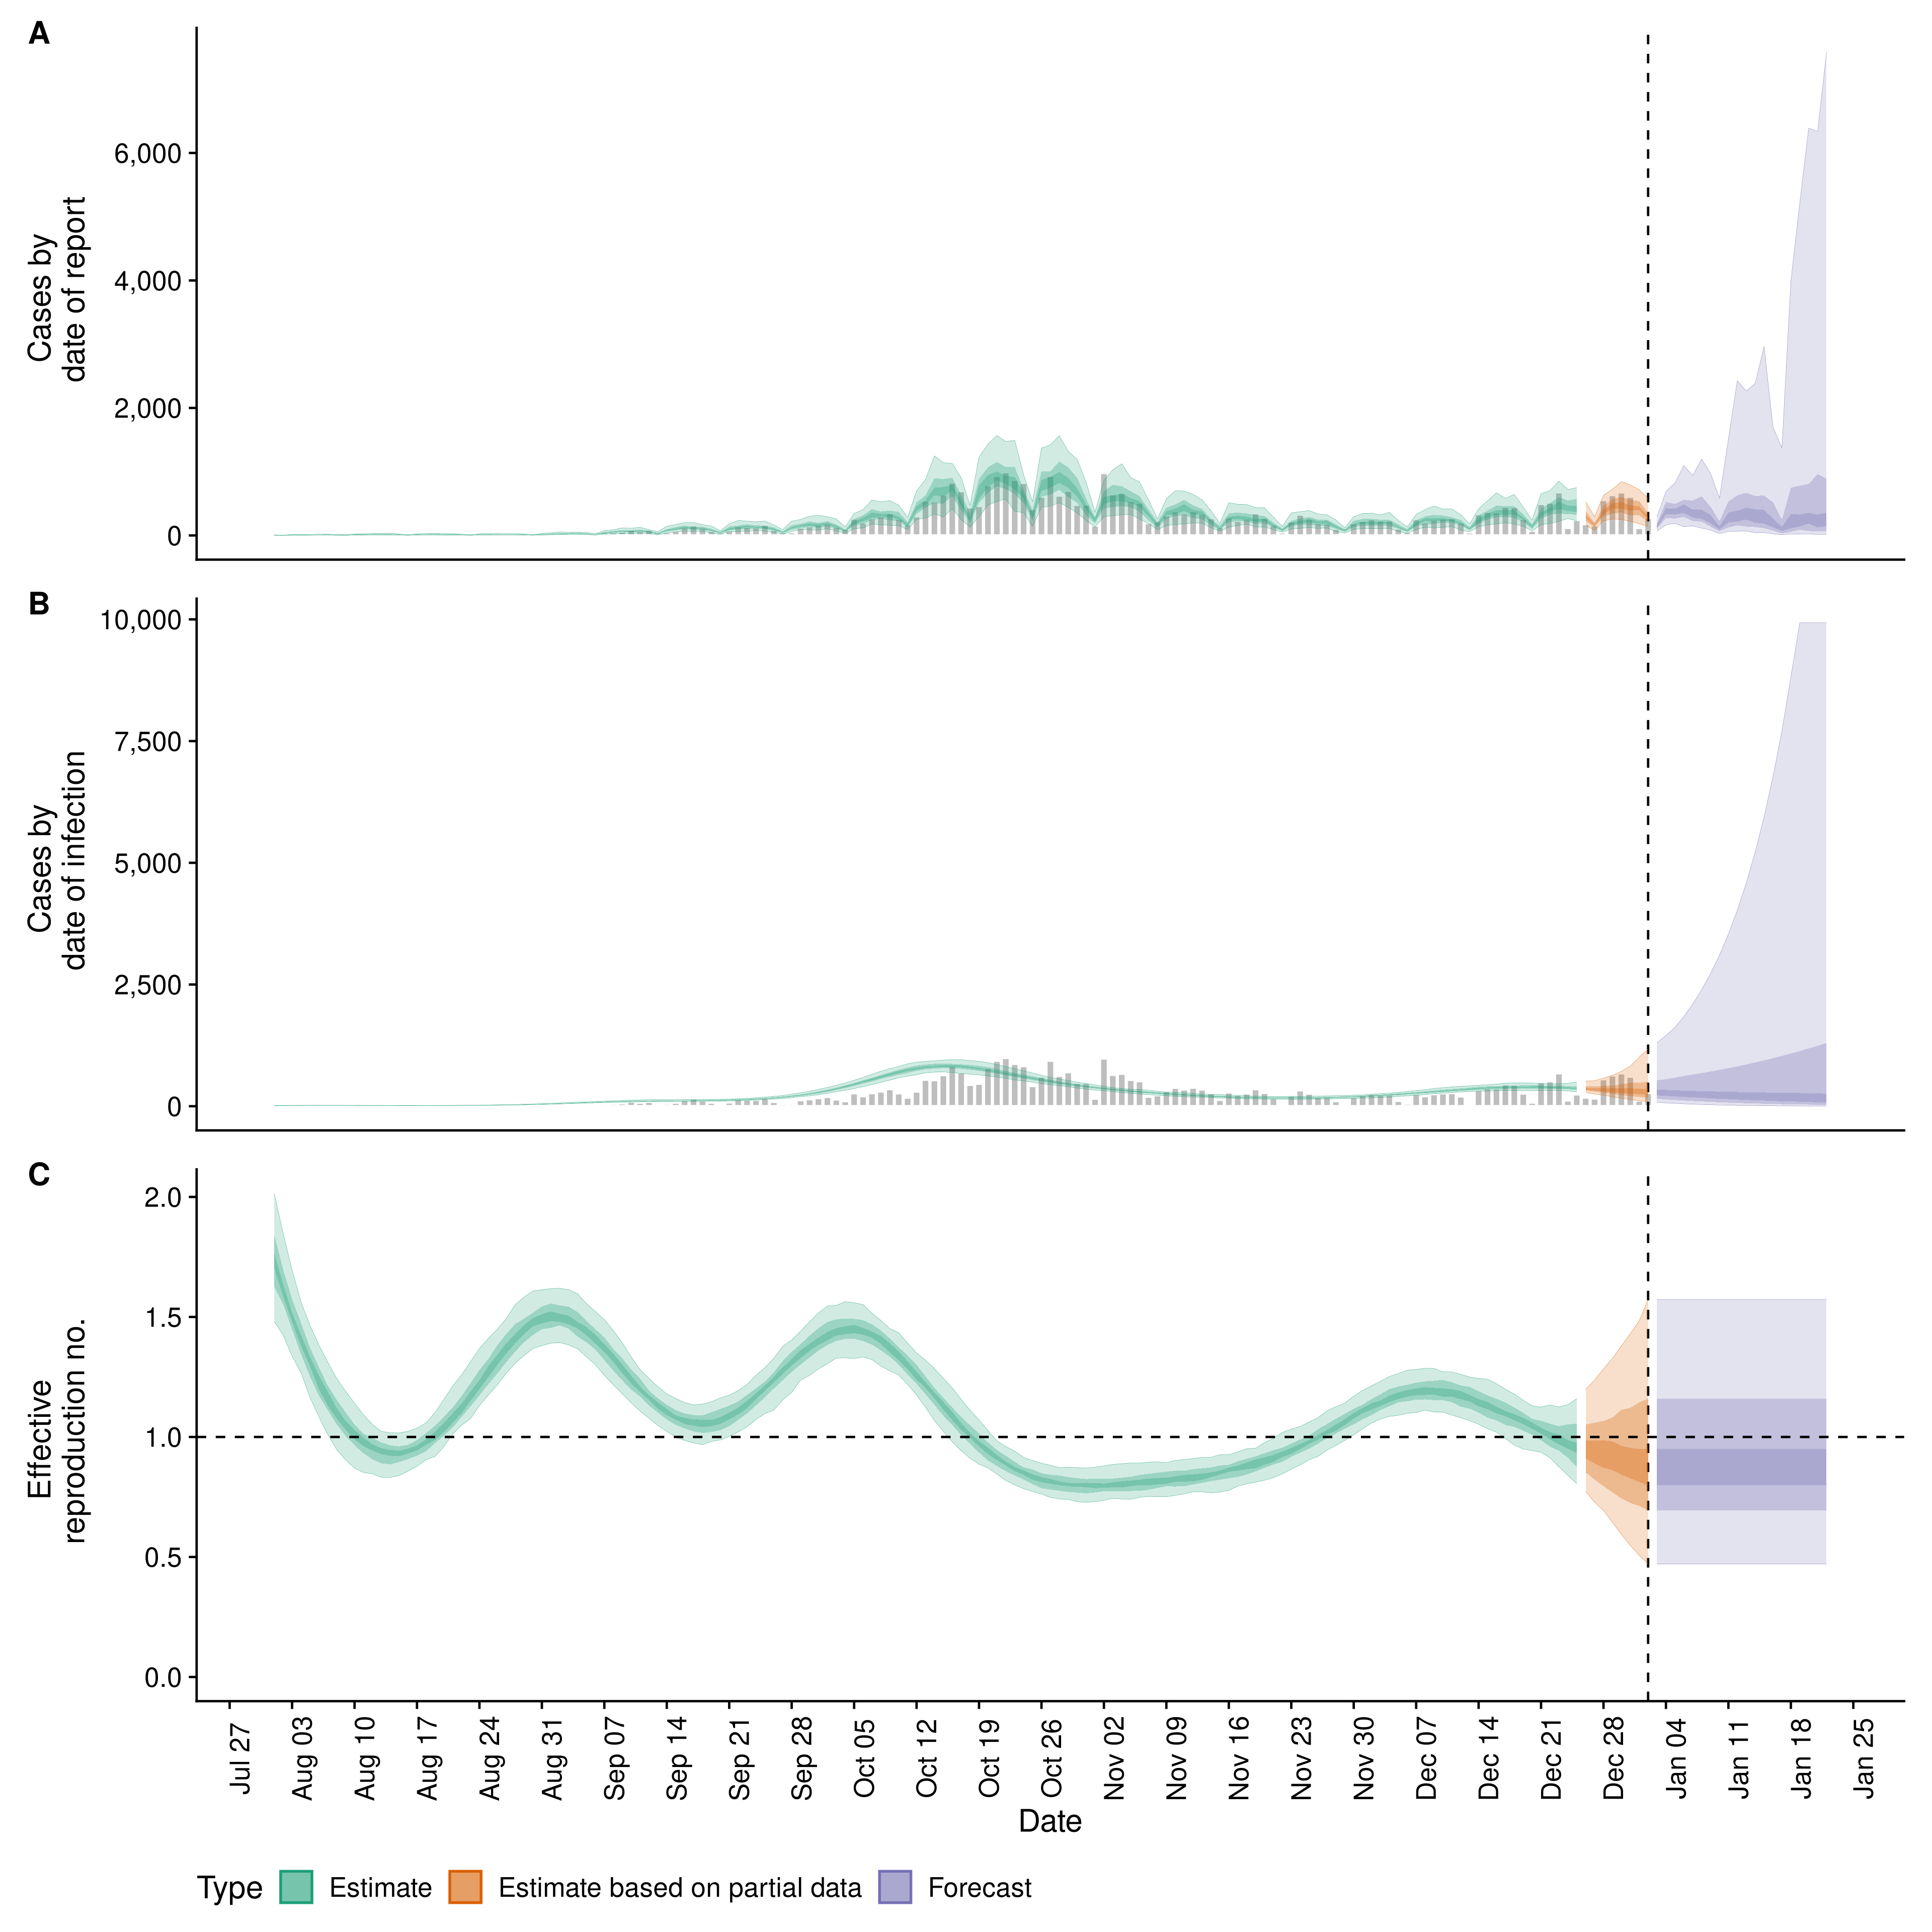 A
Cases by
date of report
6,000
4,000
2,000
0
B
Cases by
date of infection
10,000
7,500
5,000
2,500
0
C
Effective
reproduction no.
2.0
1.5
1.0
0.5
0.0
Jul 27
Aug 03
Aug 10
Aug 17
Aug 24
Aug 31
Sep 07
Sep 14
Sep 21
Sep 28
Oct 05
Oct 12
Oct 19
Oct 26
Nov 02
Nov 09
Nov 16
Nov 23
Nov 30
Dec 07
Dec 14
Dec 21
Dec 28
Jan 04
Jan 11
Jan 18
Jan 25
Date
Type Estimate Estimate based on partial data Forecast